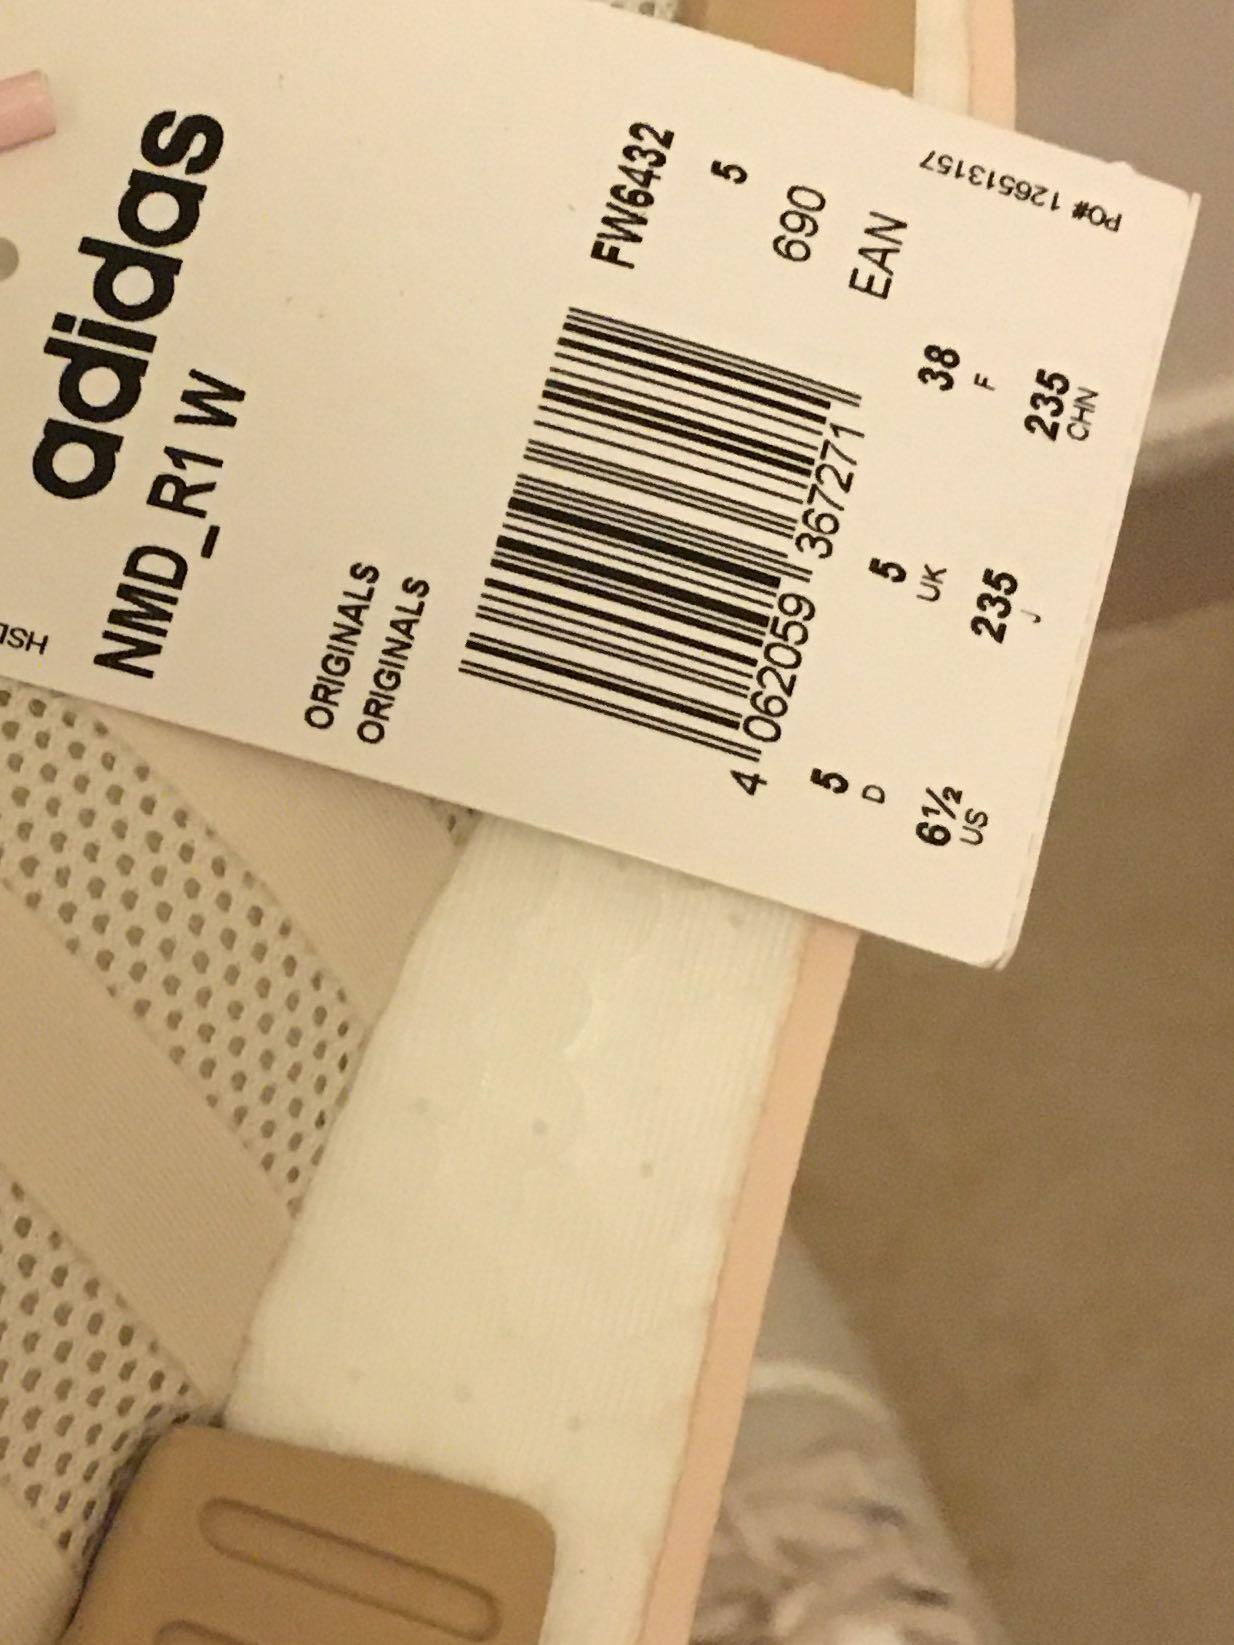 adidas
NMD_R1 W
ORIGINALS
ORIGINALS
FW6432
5
690
EAN
4 062059 367271
5 D
5 UK
38 F
6½ US
235 J
235 CHN
PO# 126513157